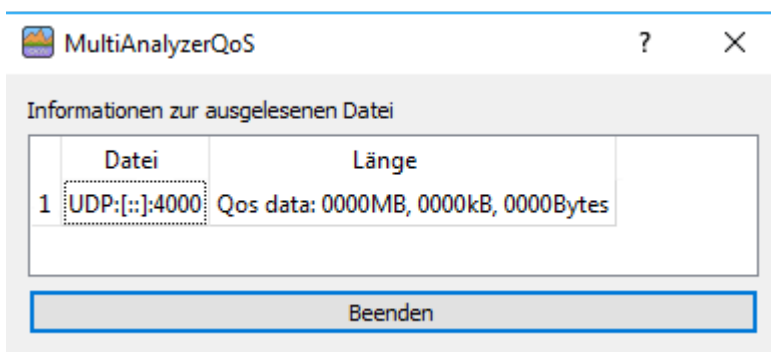 MultiAnalyzerQoS ?
Informationen zur ausgelesenen Datei
Datei Länge
1 UDP:[::]:4000 Qos data: 0000MB, 0000kB, 0000Bytes
Beenden